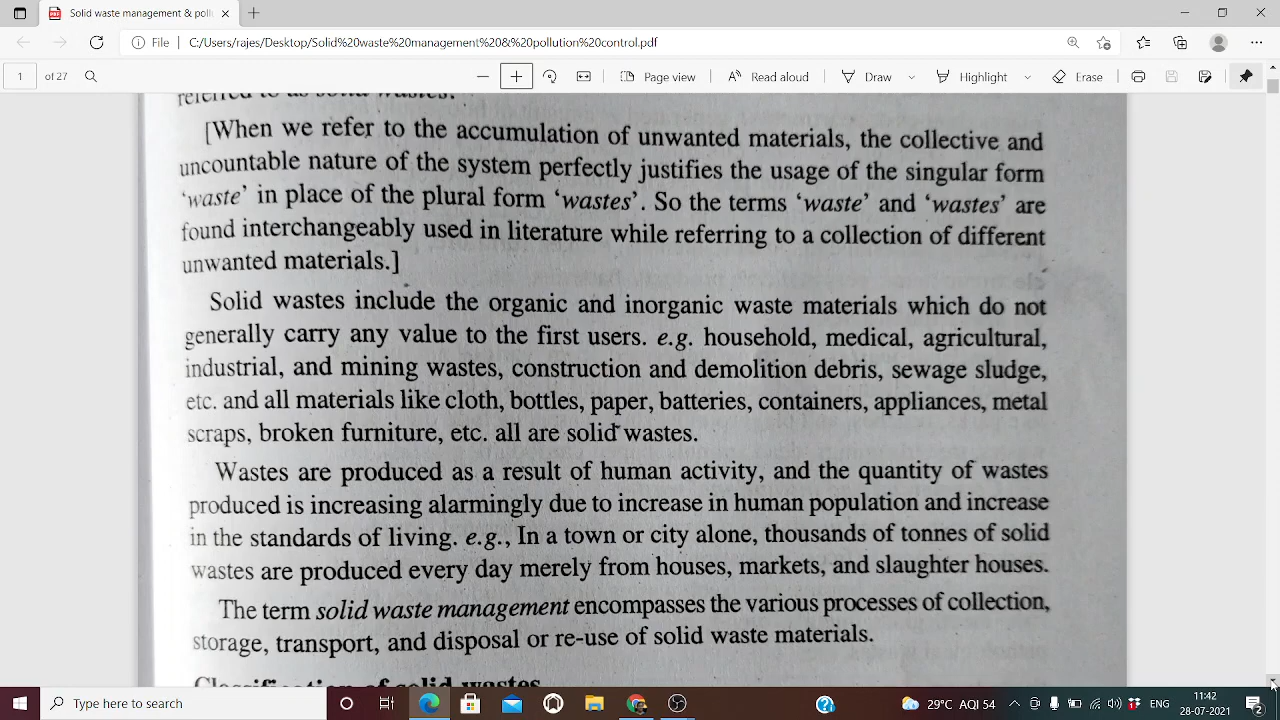 Solid waste management & poll
File | C:/Users/rajes/Desktop/Solid%20waste%20management%20&%20pollution%20control.pdf
1 of 27 Page view Read aloud Draw Highlight Erase
referred to as solid wastes.
[When we refer to the accumulation of unwanted materials, the collective and
uncountable nature of the system perfectly justifies the usage of the singular form
‘waste’ in place of the plural form ‘wastes’. So the terms ‘waste’ and ‘wastes’ are
found interchangeably used in literature while referring to a collection of different
unwanted materials.]
Solid wastes include the organic and inorganic waste materials which do not
generally carry any value to the first users. e.g. household, medical, agricultural,
industrial, and mining wastes, construction and demolition debris, sewage sludge,
etc. and all materials like cloth, bottles, paper, batteries, containers, appliances, metal
scraps, broken furniture, etc. all are solid wastes.
Wastes are produced as a result of human activity, and the quantity of wastes
produced is increasing alarmingly due to increase in human population and increase
in the standards of living. e.g., In a town or city alone, thousands of tonnes of solid
wastes are produced every day merely from houses, markets, and slaughter houses.
The term solid waste management encompasses the various processes of collection,
storage, transport, and disposal or re-use of solid waste materials.
Classification of solid wastes
Type here to search 29°C AQI 54 ENG 11:42
28-07-2021